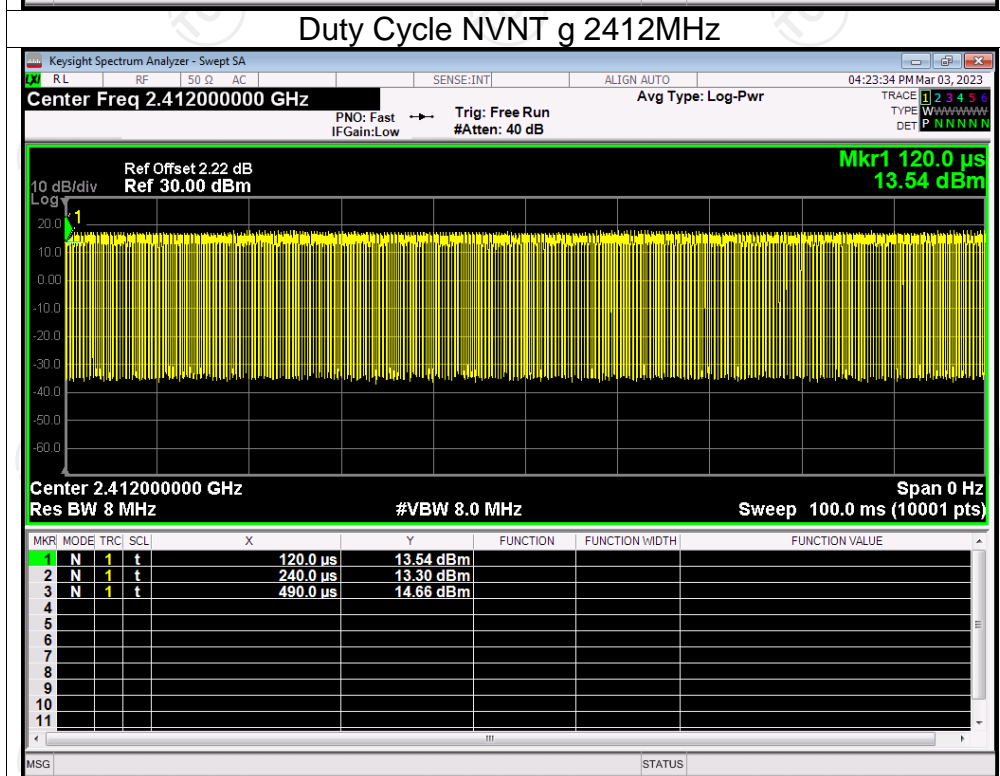 Duty Cycle NVNT g 2412MHz
Keysight Spectrum Analyzer - Swept SA
LXI RL RF 50 Ω AC SENSE:INT ALIGN AUTO 04:23:34 PM Mar 03, 2023
Center Freq 2.412000000 GHz Avg Type: Log-Pwr TRACE 1 2 3 4 5 6
PNO: Fast Trig: Free Run TYPE WWWWWW
IFGain:Low #Atten: 40 dB DET P N N N N N
Mkr1 120.0 µs
Ref Offset 2.22 dB
10 dB/div Ref 30.00 dBm 13.54 dBm
Log
1
20.0
10.0
0.00
-10.0
-20.0
-30.0
-40.0
-50.0
-60.0
Center 2.412000000 GHz Span 0 Hz
Res BW 8 MHz #VBW 8.0 MHz Sweep 100.0 ms (10001 pts)
MKR MODE TRC SCL X Y FUNCTION FUNCTION WIDTH FUNCTION VALUE
1 N 1 t 120.0 µs 13.54 dBm
2 N 1 t 240.0 µs 13.30 dBm
3 N 1 t 490.0 µs 14.66 dBm
4
5
6
7
8
9
10
11
MSG STATUS